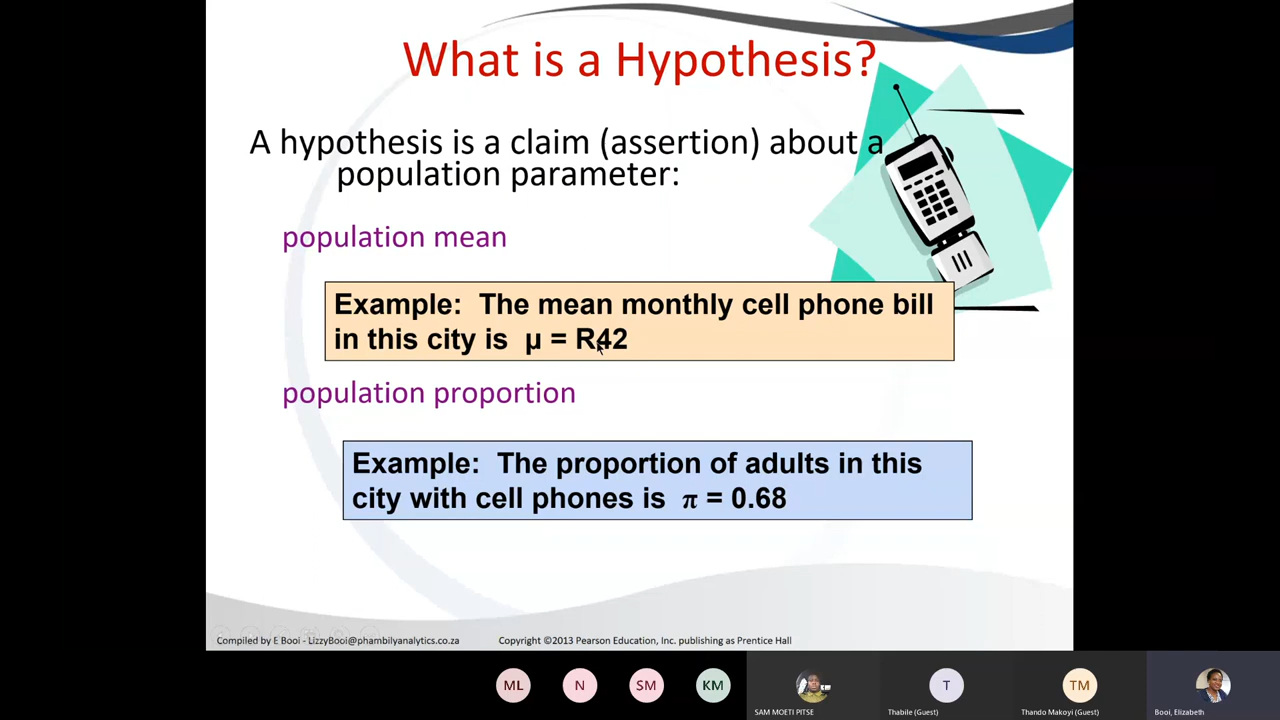 What is a Hypothesis?
A hypothesis is a claim (assertion) about a
population parameter:
population mean
Example: The mean monthly cell phone bill
in this city is μ = R42
population proportion
Example: The proportion of adults in this
city with cell phones is π = 0.68
Compiled by E Booi - LizzyBooi@phambilyanalytics.co.za
Copyright ©2013 Pearson Education, Inc. publishing as Prentice Hall
ML
N
SM
KM
T
TM
SAM MOETI PITSE
Thabile (Guest)
Thando Makoyi (Guest)
Booi, Elizabeth